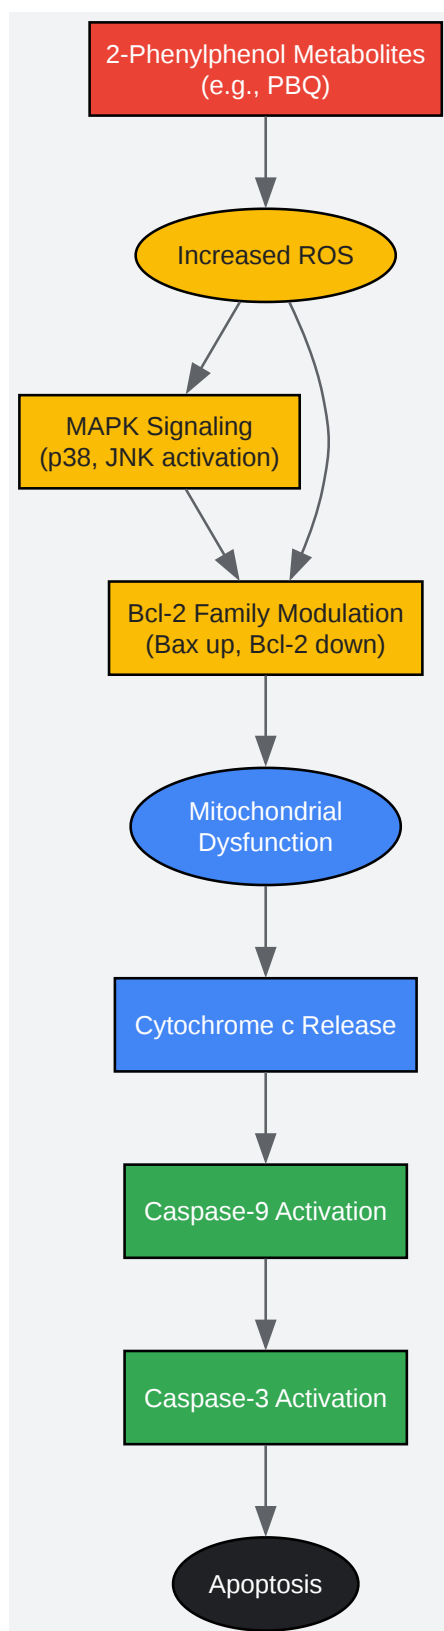 2-Phenylphenol Metabolites
(e.g., PBQ)
Increased ROS
MAPK Signaling
(p38, JNK activation)
Bcl-2 Family Modulation
(Bax up, Bcl-2 down)
Mitochondrial
Dysfunction
Cytochrome c Release
Caspase-9 Activation
Caspase-3 Activation
Apoptosis